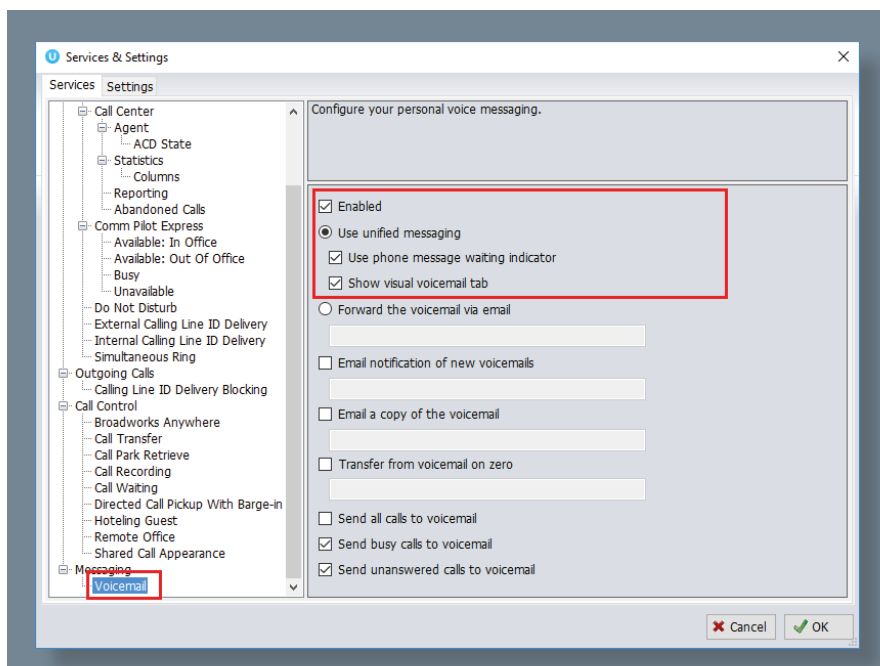 Services & Settings
Services Settings
Call Center
Agent
ACD State
Statistics
Columns
Reporting
Abandoned Calls
Comm Pilot Express
Available: In Office
Available: Out Of Office
Busy
Unavailable
Do Not Disturb
External Calling Line ID Delivery
Internal Calling Line ID Delivery
Simultaneous Ring
Outgoing Calls
Calling Line ID Delivery Blocking
Call Control
Broadworks Anywhere
Call Transfer
Call Park Retrieve
Call Recording
Call Waiting
Directed Call Pickup With Barge-in
Hoteling Guest
Remote Office
Shared Call Appearance
Messaging
Voicemail
Configure your personal voice messaging.
Enabled
Use unified messaging
Use phone message waiting indicator
Show visual voicemail tab
Forward the voicemail via email
Email notification of new voicemails
Email a copy of the voicemail
Transfer from voicemail on zero
Send all calls to voicemail
Send busy calls to voicemail
Send unanswered calls to voicemail
Cancel OK